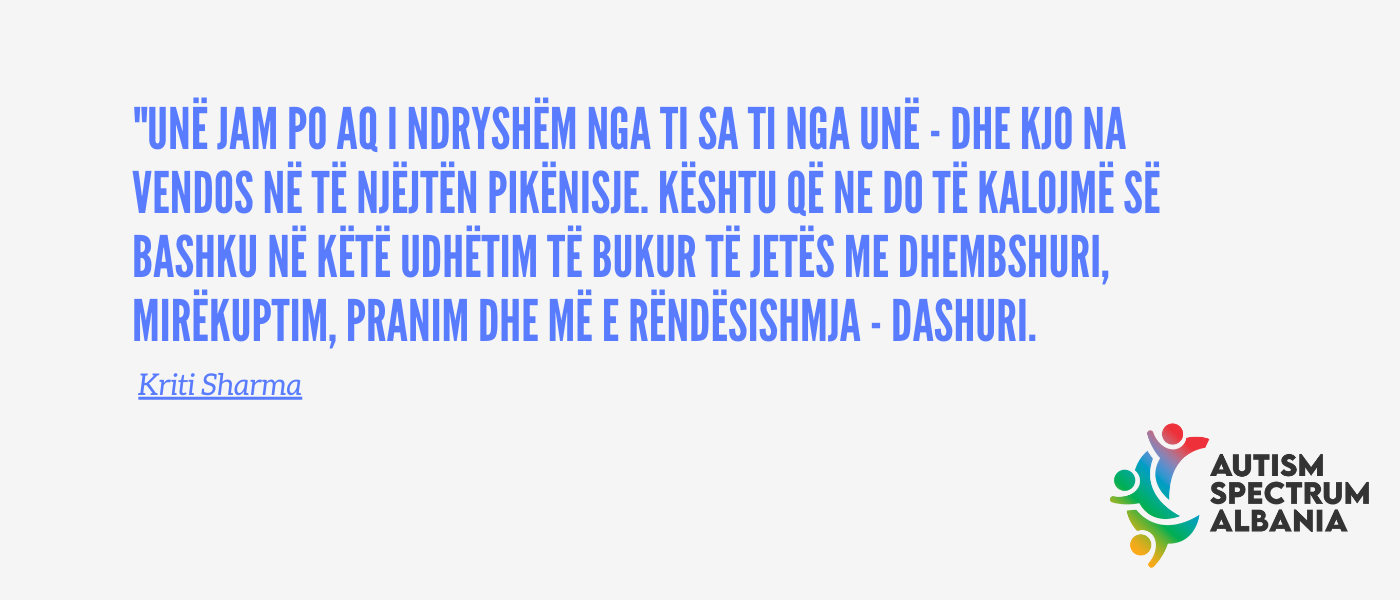 "UNË JAM PO AQ I NDRYSHËM NGA TI SA TI NGA UNË - DHE KJO NA
VENDOS NË TË NJËJTËN PIKËNISJE. KËSHTU QË NE DO TË KALOJMË SË
BASHKU NË KËTË UDHËTIM TË BUKUR TË JETËS ME DHEMBSHURI,
MIRËKUPTIM, PRANIM DHE MË E RËNDËSISHMJA - DASHURI.
Kriti Sharma
AUTISM
SPECTRUM
ALBANIA